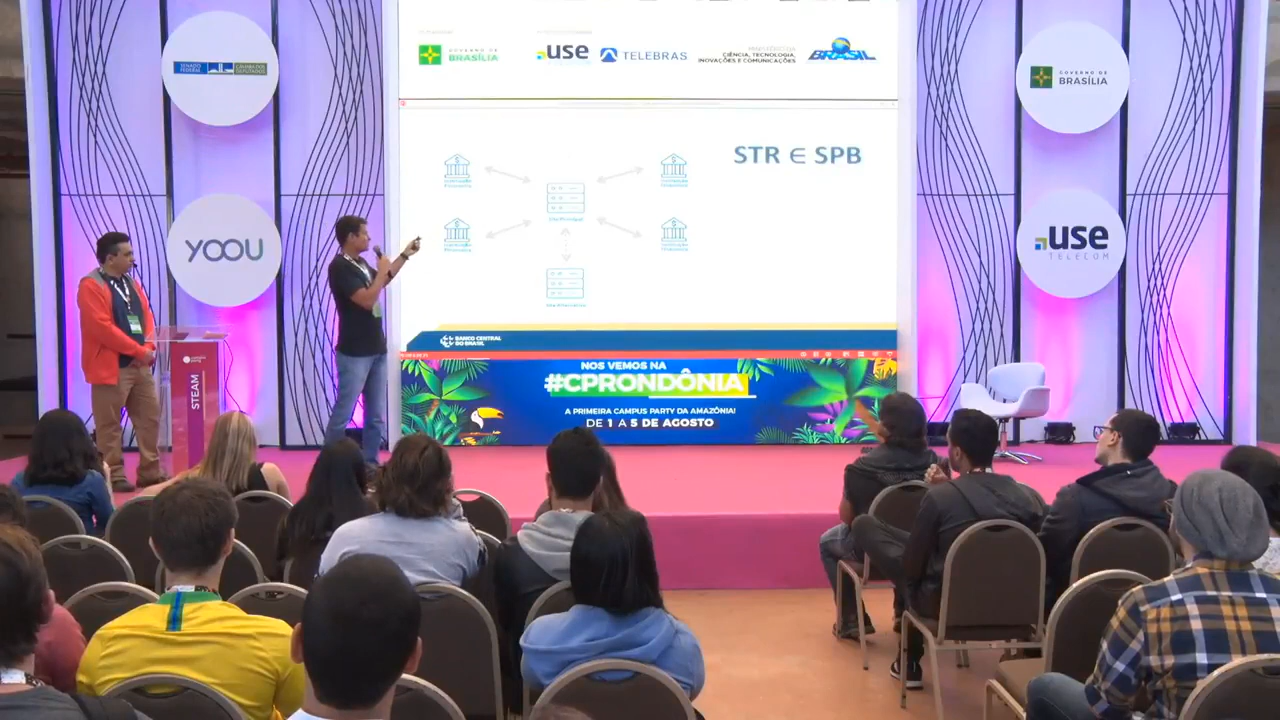 SENADO FEDERAL
CÂMARA DOS DEPUTADOS
GOVERNO DE
BRASÍLIA
USE
TELEBRAS
MINISTÉRIO DA
CIÊNCIA, TECNOLOGIA,
INOVAÇÕES E COMUNICAÇÕES
BRASIL
GOVERNO DE
BRASÍLIA
STR ∈ SPB
YOOU
USE
TELECOM
BANCO CENTRAL
DO BRASIL
NOS VEMOS NA
#CPRONDÔNIA
A PRIMEIRA CAMPUS PARTY DA AMAZÔNIA!
DE 1 A 5 DE AGOSTO
STEAM